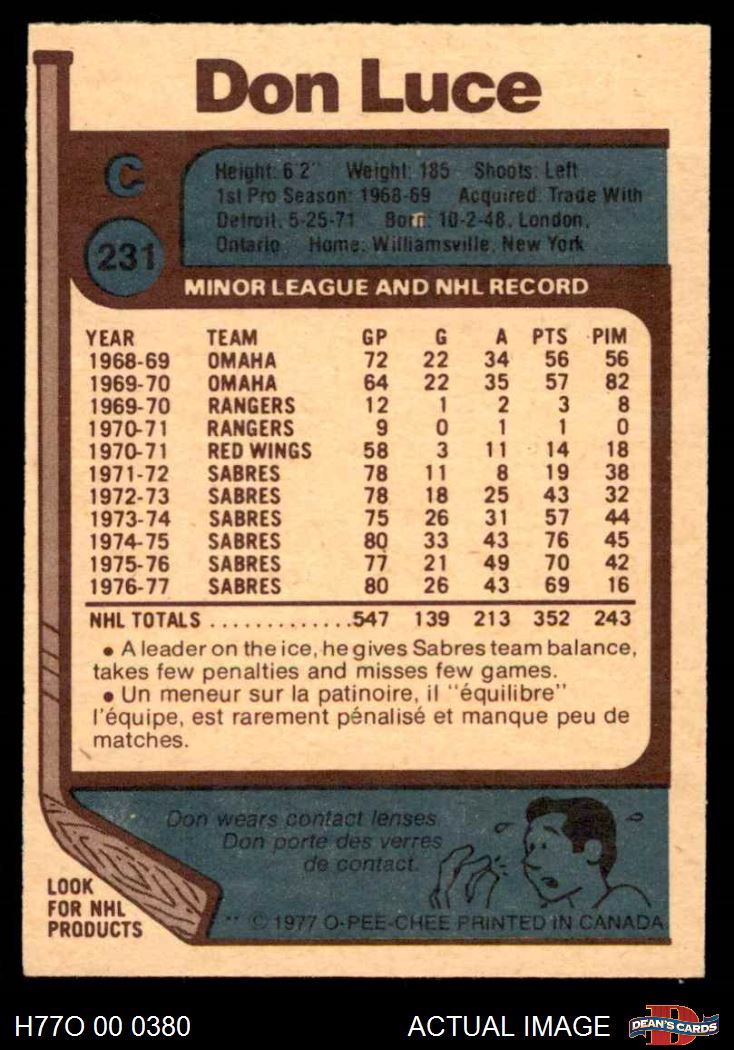 Don Luce
C
231
Height: 6'2" Weight: 185 Shoots: Left
1st Pro Season: 1968-69 Acquired: Trade With
Detroit, 5-25-71 Born: 10-2-48, London,
Ontario Home: Williamsville, New York
MINOR LEAGUE AND NHL RECORD
YEAR TEAM GP G A PTS PIM
1968-69 OMAHA 72 22 34 56 56
1969-70 OMAHA 64 22 35 57 82
1969-70 RANGERS 12 1 2 3 8
1970-71 RANGERS 9 0 1 1 0
1970-71 RED WINGS 58 3 11 14 18
1971-72 SABRES 78 11 8 19 38
1972-73 SABRES 78 18 25 43 32
1973-74 SABRES 75 26 31 57 44
1974-75 SABRES 80 33 43 76 45
1975-76 SABRES 77 21 49 70 42
1976-77 SABRES 80 26 43 69 16
NHL TOTALS .............547 139 213 352 243
• A leader on the ice, he gives Sabres team balance,
takes few penalties and misses few games.
• Un meneur sur la patinoire, il "équilibre"
l'équipe, est rarement pénalisé et manque peu de
matches.
Don wears contact lenses.
Don porte des verres
de contact.
LOOK
FOR NHL
PRODUCTS
** © 1977 O-PEE-CHEE PRINTED IN CANADA
H77O 00 0380
ACTUAL IMAGE
D
DEAN'S CARDS